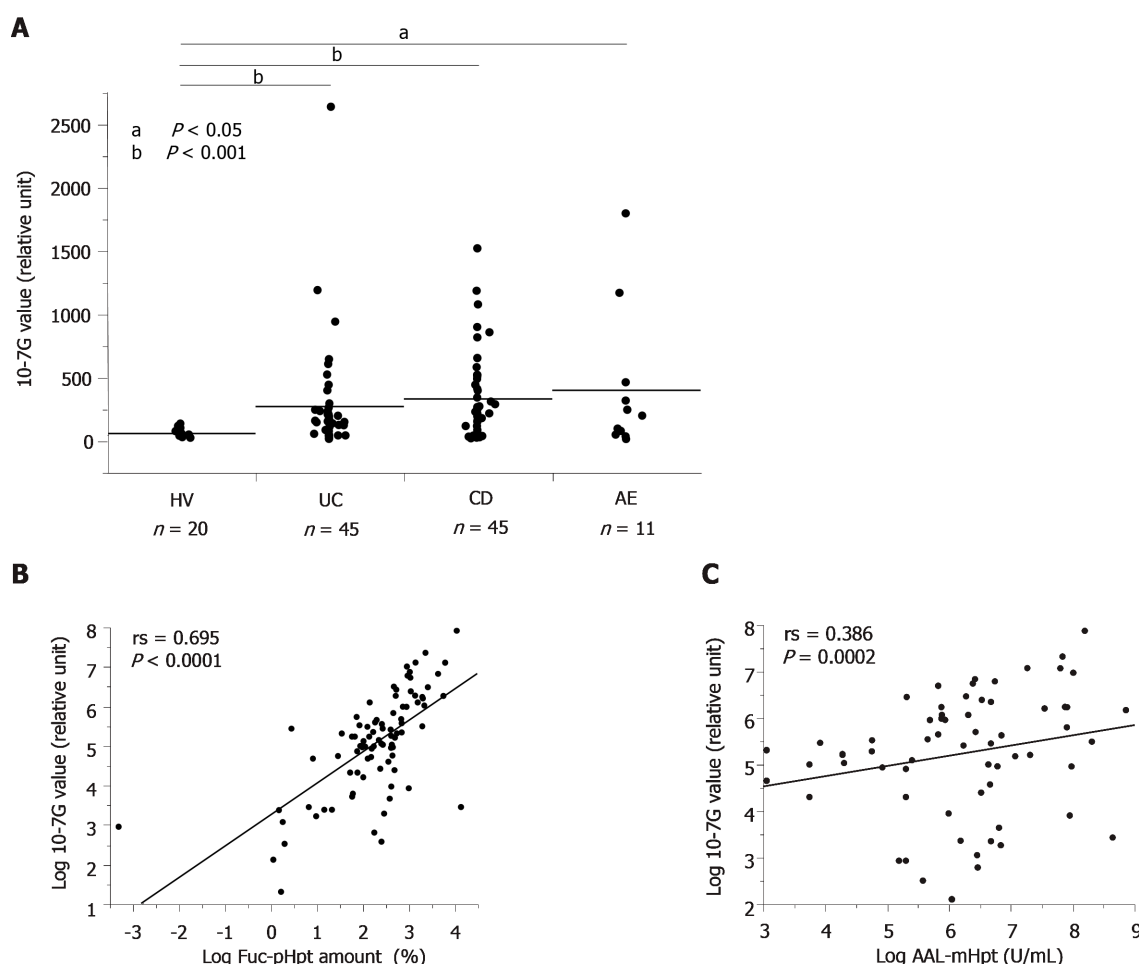 A
a
b
b
a P < 0.05
b P < 0.001
10-7G value (relative unit)
2500
2000
1500
1000
500
0
HV UC CD AE
n = 20 n = 45 n = 45 n = 11
B
rs = 0.695
P < 0.0001
Log 10-7G value (relative unit)
8
7
6
5
4
3
2
1
-3 -2 -1 0 1 2 3 4
Log Fuc-pHpt amount (%)
C
rs = 0.386
P = 0.0002
Log 10-7G value (relative unit)
8
7
6
5
4
3
2
3 4 5 6 7 8 9
Log AAL-mHpt (U/mL)